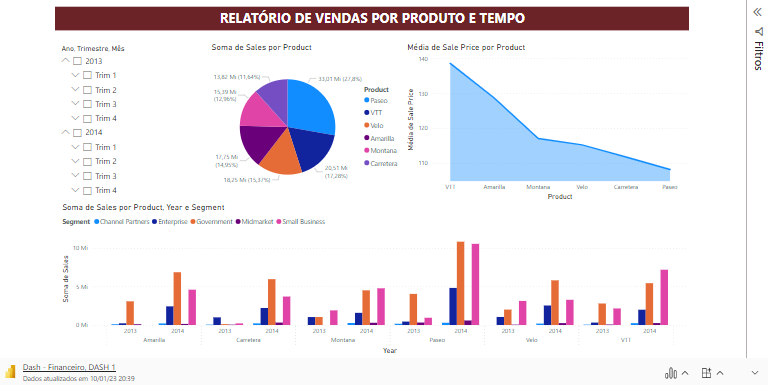 RELATÓRIO DE VENDAS POR PRODUTO E TEMPO
Filtros
Ano, Trimestre, Mês
2013
Trim 1
Trim 2
Trim 3
Trim 4
2014
Trim 1
Trim 2
Trim 3
Trim 4
Soma de Sales por Product
33,01 Mi (27,8%)
20,51 Mi
(17,28%)
18,25 Mi (15,37%)
17,75 Mi
(14,95%)
15,39 Mi
(12,96%)
13,82 Mi (11,64%)
Product
Paseo
VTT
Velo
Amarilla
Montana
Carretera
Média de Sale Price por Product
Média de Sale Price
140
130
120
110
VTT Amarilla Montana Velo Carretera Paseo
Product
Soma de Sales por Product, Year e Segment
Segment Channel Partners Enterprise Government Midmarket Small Business
Soma de Sales
10 Mi
5 Mi
0 Mi
2013 2014 2013 2014 2013 2014 2013 2014 2013 2014 2013 2014
Amarilla Carretera Montana Paseo Velo VTT
Year
Dash - Financeiro, DASH 1
Dados atualizados em 10/01/23 20:39